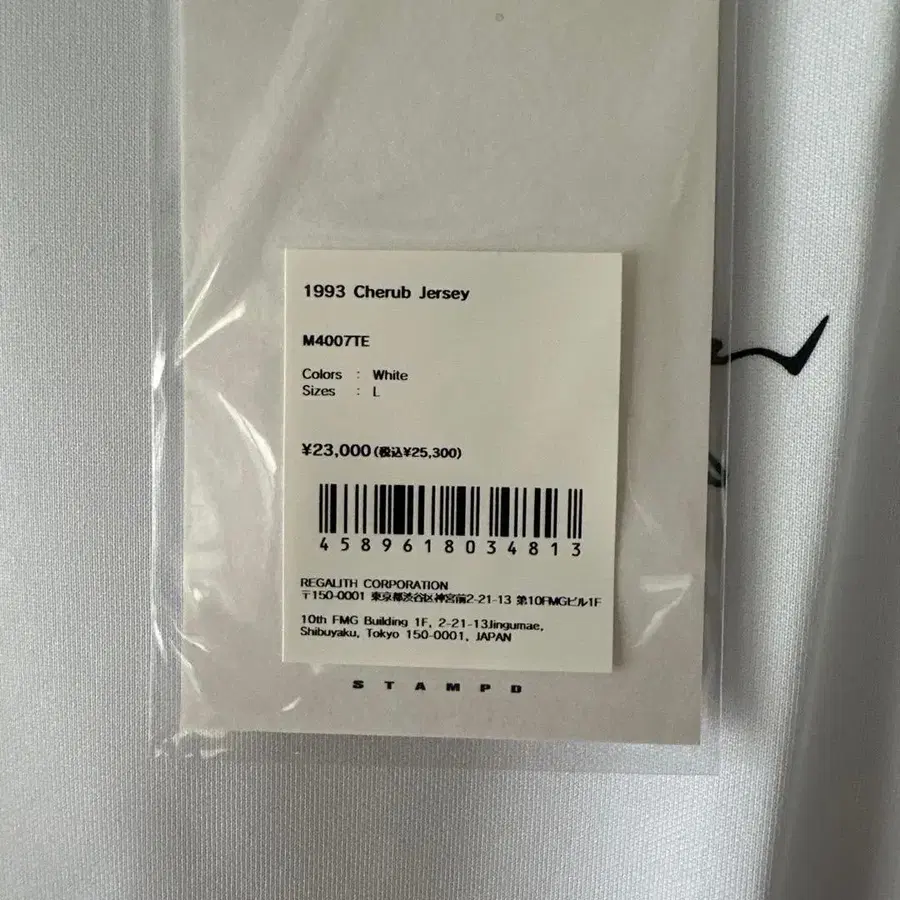 1993 Cherub Jersey
M4007TE
Colors : White
Sizes : L
¥23,000(税込¥25,300)
4589618034813
REGALITH CORPORATION
〒150-0001 東京都渋谷区神宮前2-21-13 第10FMGビル1F
10th FMG Building 1F, 2-21-13Jingumae,
Shibuyaku, Tokyo 150-0001, JAPAN
STAMPD